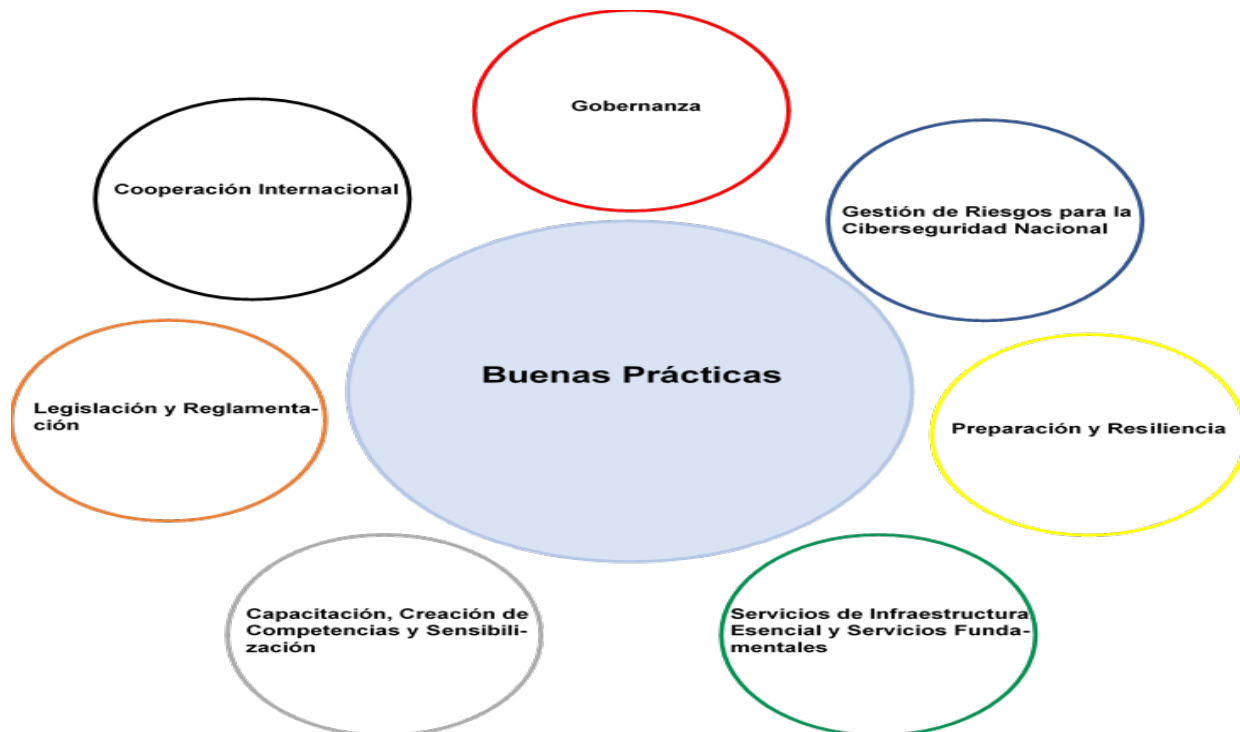 Gobernanza
Cooperación Internacional
Gestión de Riesgos para la
Ciberseguridad Nacional
Buenas Prácticas
Legislación y Reglamenta-
ción
Preparación y Resiliencia
Capacitación, Creación de
Competencias y Sensibili-
zación
Servicios de Infraestructura
Esencial y Servicios Funda-
mentales